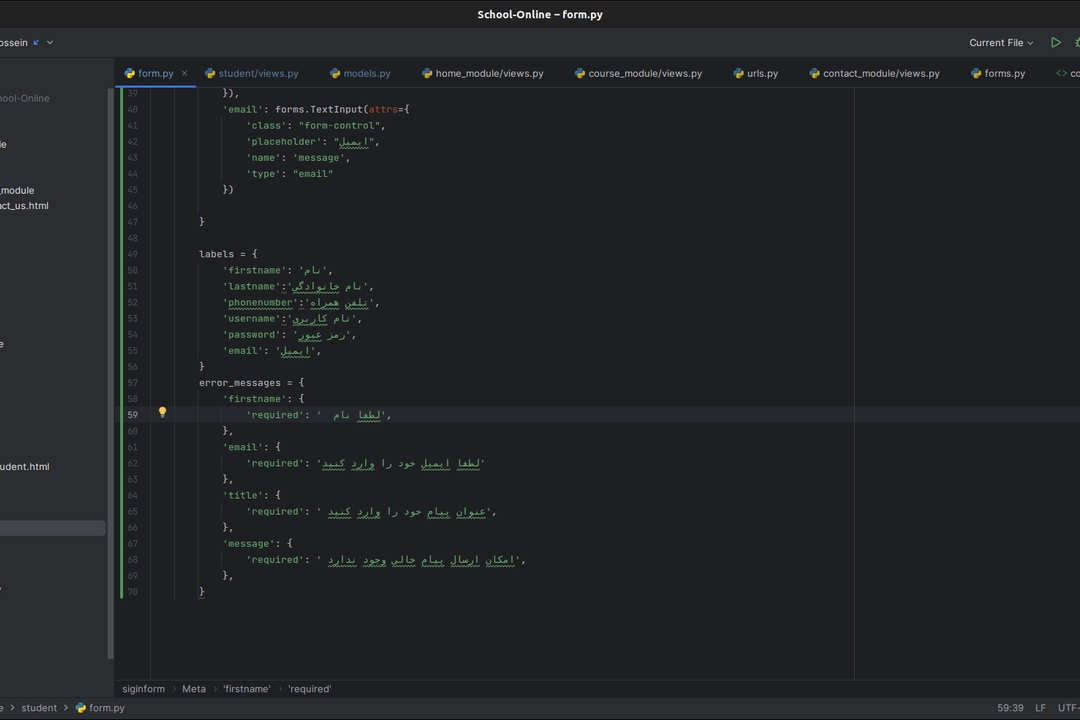 School-Online – form.py
ossein
Current File
form.py
student/views.py
models.py
home_module/views.py
course_module/views.py
urls.py
contact_module/views.py
forms.py
co
hool-Online
le
_module
act_us.html
e
udent.html
39 }),
40 'email': forms.TextInput(attrs={
41 'class': "form-control",
42 'placeholder': "ایمیل",
43 'name': 'message',
44 'type': "email"
45 })
46
47 }
48
49 labels = {
50 'firstname': 'نام',
51 'lastname':'نام خانوادگی',
52 'phonenumber':'تلفن همراه',
53 'username':'نام کاربری',
54 'password': 'رمز عبور',
55 'email': 'ایمیل',
56 }
57 error_messages = {
58 'firstname': {
59 'required': ' لطفا نام',
60 },
61 'email': {
62 'required': 'لطفا ایمیل خود را وارد کنید'
63 },
64 'title': {
65 'required': ' عنوان پیام خود را وارد کنید',
66 },
67 'message': {
68 'required': ' امکان ارسال پیام خالی وجود ندارد',
69 },
70 }
siginform › Meta › 'firstname' › 'required'
e › student › form.py
59:39 LF UTF-